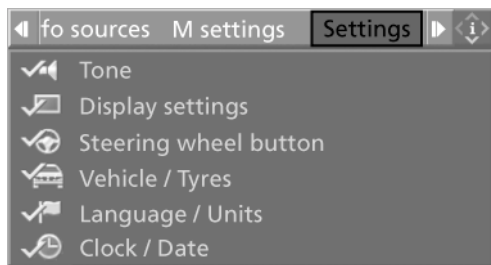 fo sources M settings Settings i
Tone
Display settings
Steering wheel button
Vehicle / Tyres
Language / Units
Clock / Date